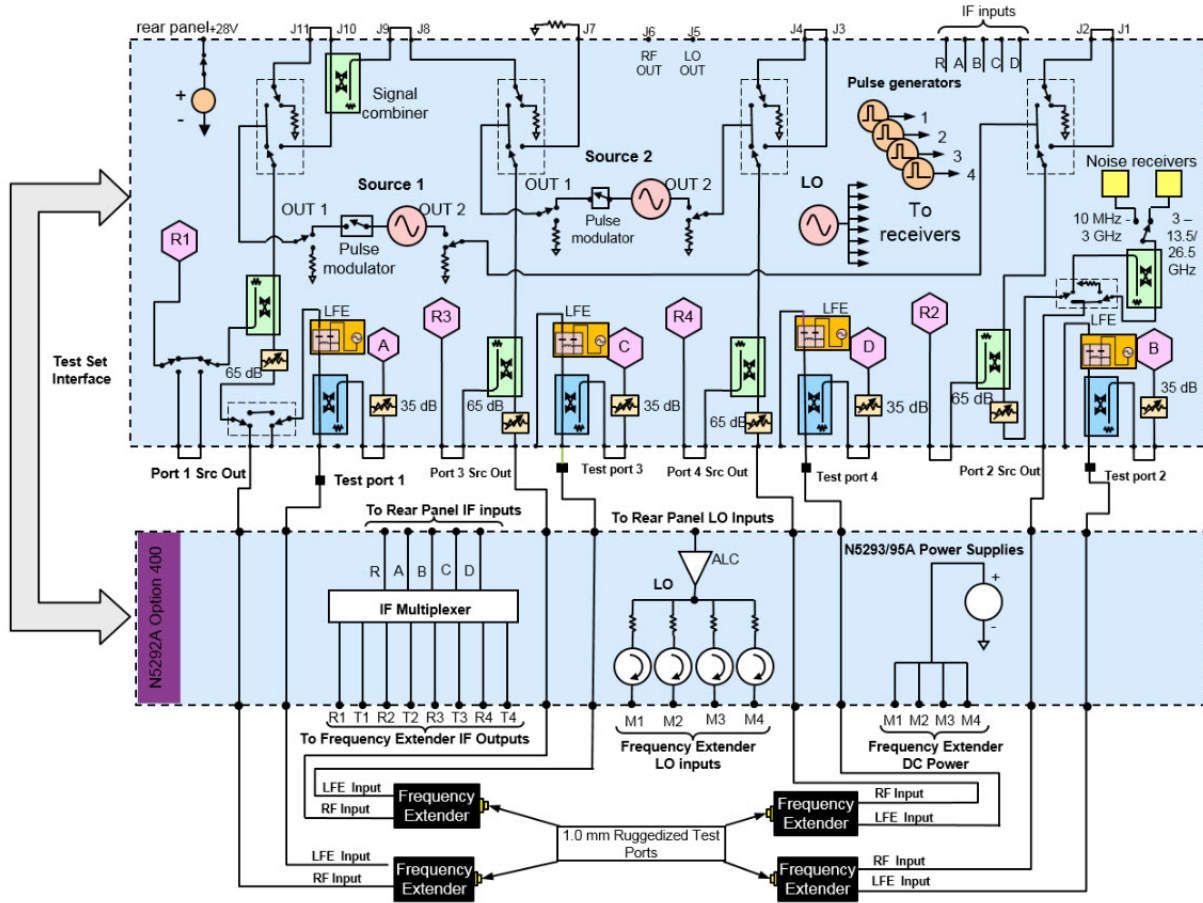 rear panel
+28V
J11
J10
J9
J8
J7
J6
J5
J4
J3
IF inputs
J2
J1
RF
OUT
LO
OUT
R
A
B
C
D
+
-
Signal
combiner
Pulse generators
1
2
3
4
Noise receivers
Source 2
Source 1
OUT 1
OUT 2
OUT 1
OUT 2
Pulse
modulator
Pulse
modulator
LO
To
receivers
10 MHz -
3 GHz
3 –
13.5/
26.5
GHz
R1
R3
R4
R2
LFE
LFE
LFE
LFE
A
C
D
B
Test Set
Interface
65 dB
35 dB
65 dB
35 dB
65 dB
35 dB
65 dB
35 dB
Port 1 Src Out
Test port 1
Port 3 Src Out
Test port 3
Port 4 Src Out
Test port 4
Port 2 Src Out
Test port 2
To Rear Panel IF inputs
To Rear Panel LO Inputs
N5292A Option 400
R
A
B
C
D
IF Multiplexer
ALC
LO
N5293/95A Power Supplies
+
-
R1
T1
R2
T2
R3
T3
R4
T4
To Frequency Extender IF Outputs
M1
M2
M3
M4
Frequency Extender
LO inputs
M1
M2
M3
M4
Frequency Extender
DC Power
LFE Input
RF Input
Frequency
Extender
Frequency
Extender
RF Input
LFE Input
1.0 mm Ruggedized Test
Ports
LFE Input
RF Input
Frequency
Extender
Frequency
Extender
RF Input
LFE Input